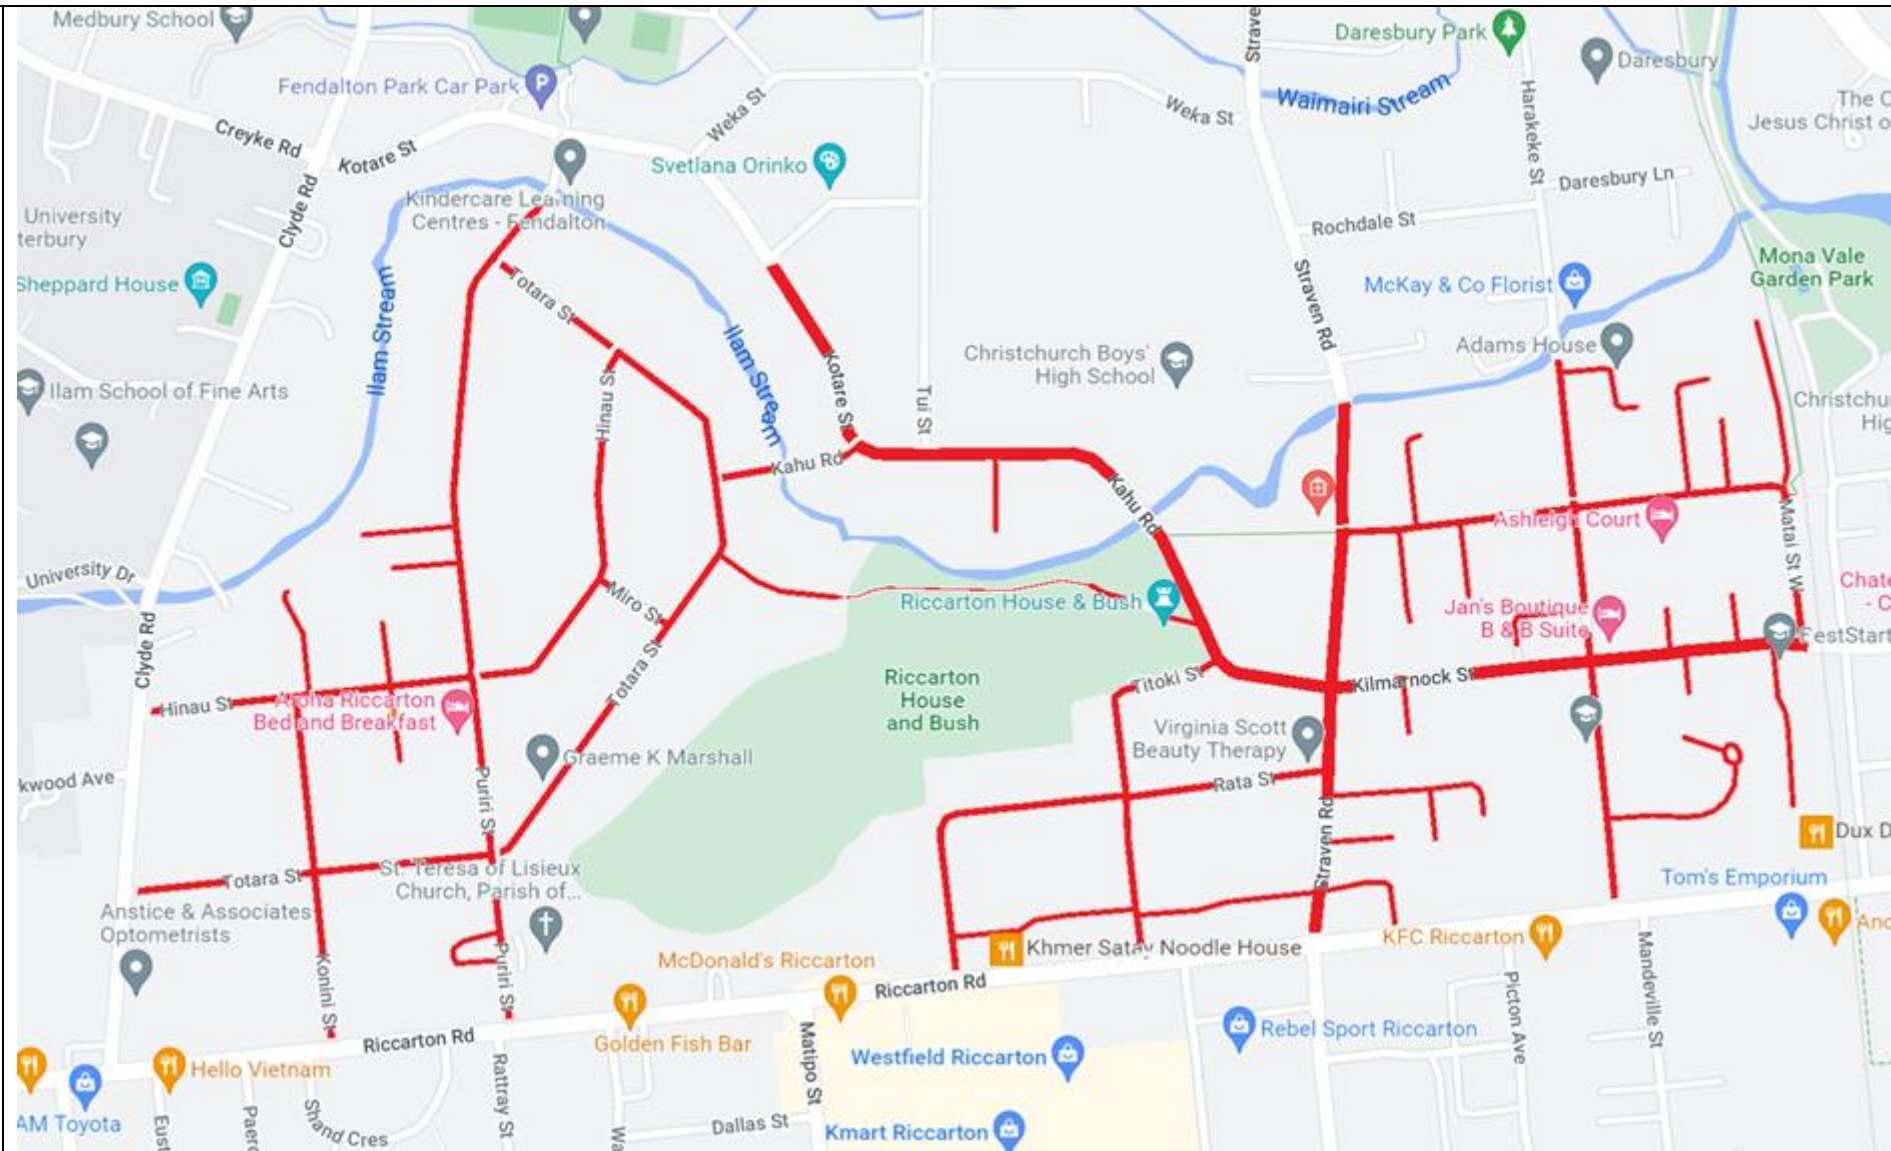 Medbury School
Daresbury Park
Daresbury
Fendalton Park Car Park
P
Waimairi Stream
The C
Jesus Christ o
Weka St
Weka St
Harakeke St
Creyke Rd
Kotare St
Svetlana Orinko
Strave
Clyde Rd
Kindercare Learning
Centres - Fendalton
University
terbury
Daresbury Ln
Rochdale St
Sheppard House
Totara St
Ilam Stream
Ilam Stream
Straven Rd
McKay & Co Florist
Mona Vale
Garden Park
Adams House
Christchurch Boys'
High School
Ilam School of Fine Arts
Hinau St
Kotare St
Tui St
Christchur
Hig
Kahu Rd
Kahu Rd
Ashleigh Court
Matai St W
University Dr
Miro St
Riccarton House & Bush
Jan's Boutique
B & B Suite
Chate
- C
FestStart
Clyde Rd
Totara St
Riccarton
House
and Bush
Titoki St
Kilmarnock St
Hinau St
Aroha Riccarton
Bed and Breakfast
Virginia Scott
Beauty Therapy
Graeme K Marshall
kwood Ave
Puriri St
Rata St
Straven Rd
Dux D
Totara St
St. Teresa of Lisieux
Church, Parish of...
Tom's Emporium
Anstice & Associates
Optometrists
Khmer Satay Noodle House
KFC Riccarton
Anc
Konini St
Puriri St
McDonald's Riccarton
Riccarton Rd
Picton Ave
Mandeville St
Riccarton Rd
Golden Fish Bar
Matipo St
Westfield Riccarton
Rebel Sport Riccarton
Hello Vietnam
Rattray St
AM Toyota
Eust
Paerc
Shand Cres
Wa
Dallas St
Kmart Riccarton